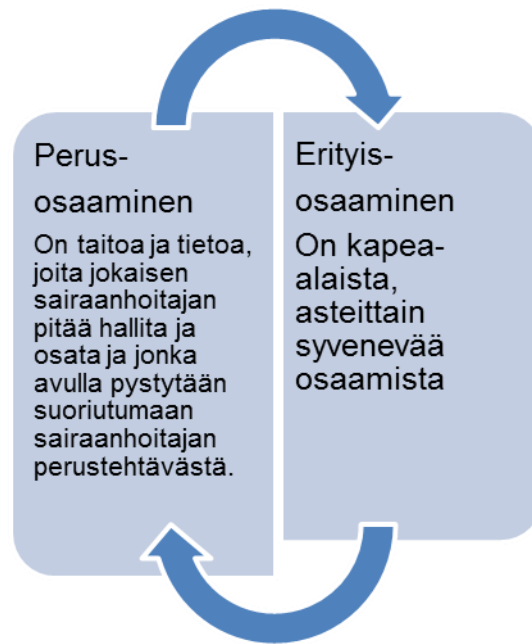 Perus-
osaaminen
On taitoa ja tietoa,
joita jokaisen
sairaanhoitajan
pitää hallita ja
osata ja jonka
avulla pystytään
suoriutumaan
sairaanhoitajan
perustehtävästä.
Erityis-
osaaminen
On kapea-
alaista,
asteittain
syvenevää
osaamista